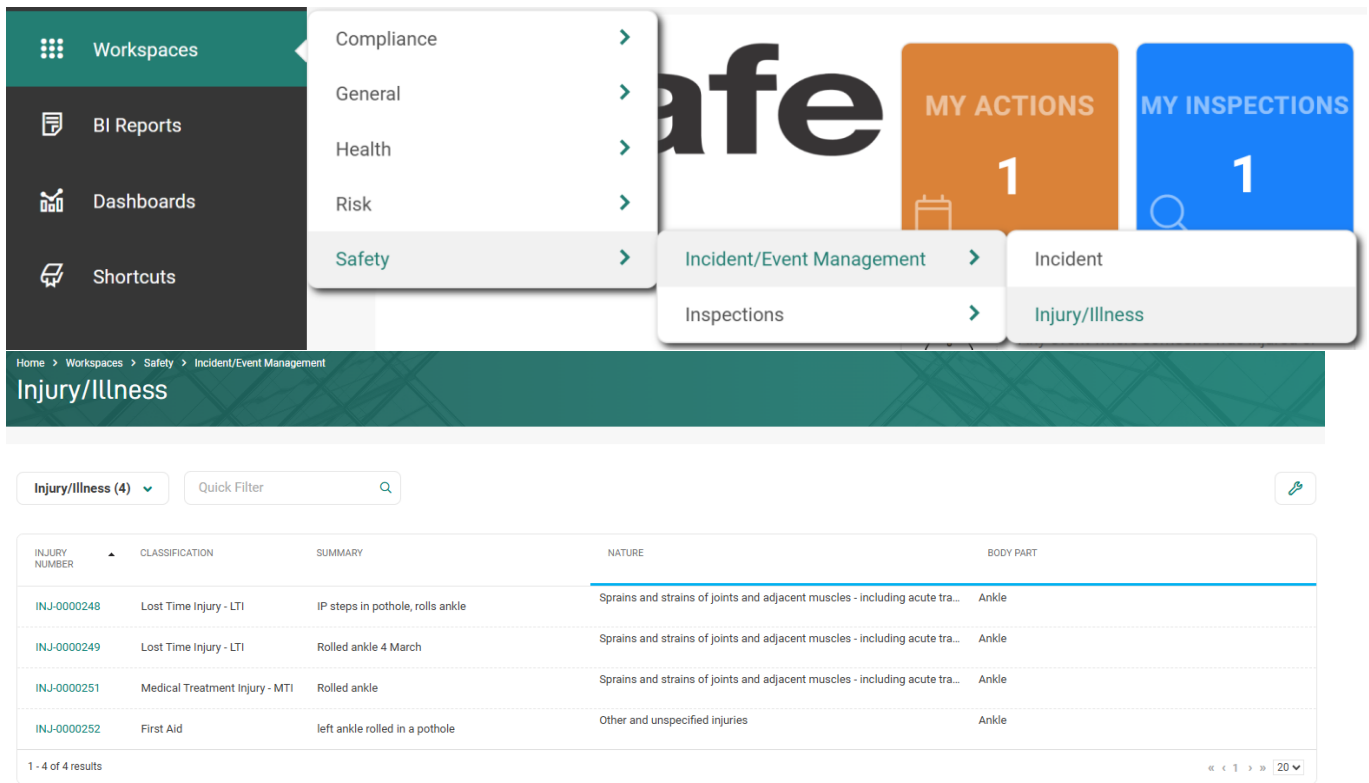 Workspaces
BI Reports
Dashboards
Shortcuts
Compliance
General
Health
Risk
Safety
Incident/Event Management
Inspections
Incident
Injury/Illness
afe
MY ACTIONS
1
MY INSPECTIONS
1
Home > Workspaces > Safety > Incident/Event Management
Injury/Illness
Injury/Illness (4) Quick Filter
INJURY NUMBER CLASSIFICATION SUMMARY NATURE BODY PART
INJ-0000248 Lost Time Injury - LTI IP steps in pothole, rolls ankle Sprains and strains of joints and adjacent muscles - including acute tra... Ankle
INJ-0000249 Lost Time Injury - LTI Rolled ankle 4 March Sprains and strains of joints and adjacent muscles - including acute tra... Ankle
INJ-0000251 Medical Treatment Injury - MTI Rolled ankle Sprains and strains of joints and adjacent muscles - including acute tra... Ankle
INJ-0000252 First Aid left ankle rolled in a pothole Other and unspecified injuries Ankle
1 - 4 of 4 results « ‹ 1 › » 20